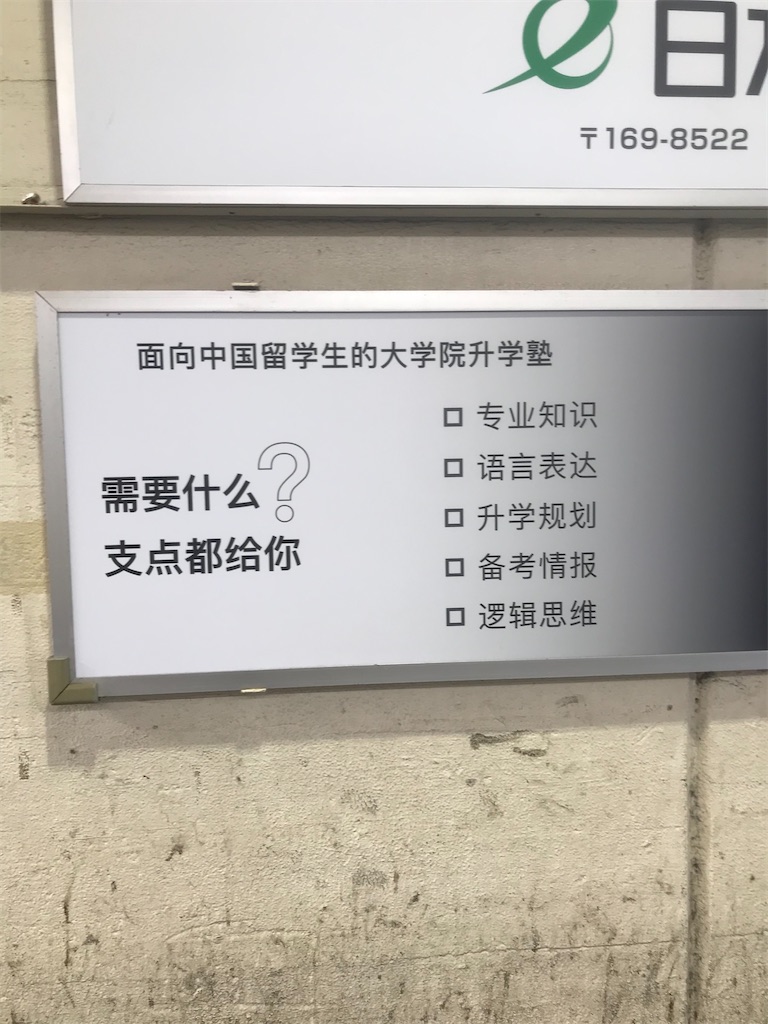 日
〒169-8522
面向中国留学生的大学院升学塾
需要什么?
支点都给你
专业知识
语言表达
升学规划
备考情报
逻辑思维